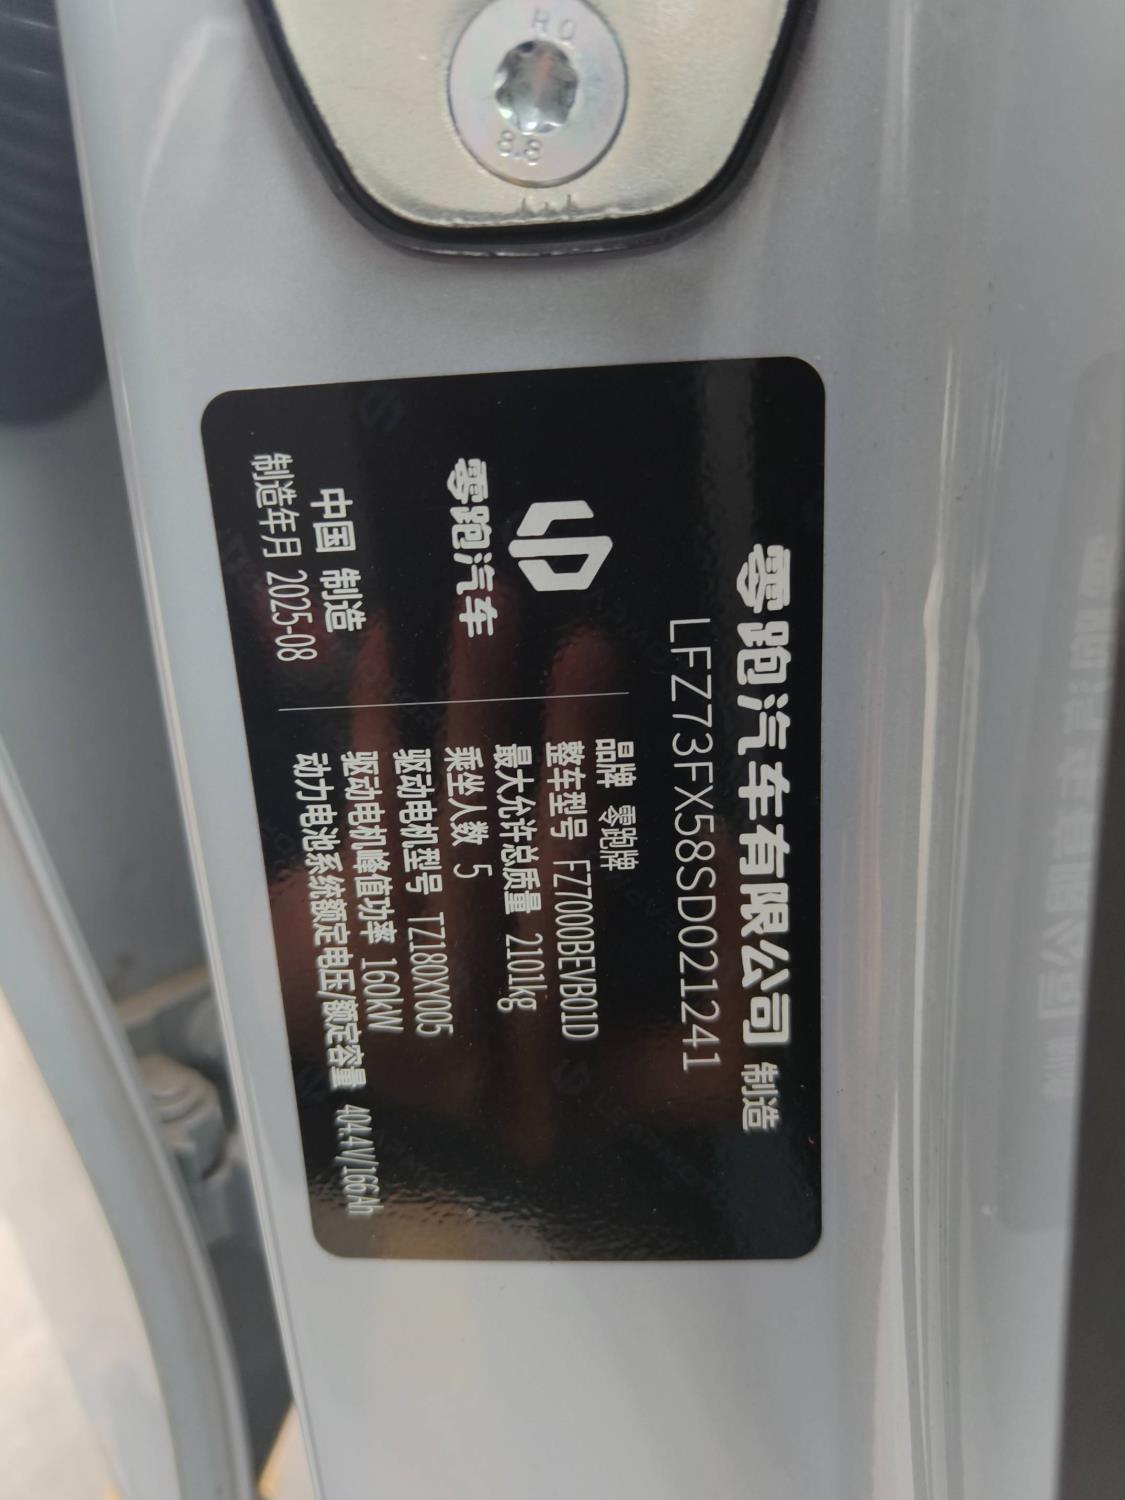 零跑汽车有限公司 制造
LFZ73FX58SD021241
零跑汽车
中国 制造
制造年月 2025-08
品牌 零跑牌
整车型号 FZ7000BEVB01D
最大允许总质量 2101kg
乘坐人数 5
驱动电机型号 TZ180XY005
驱动电机峰值功率 160kW
动力电池系统额定电压/额定容量 404.4V/166Ah
8.8